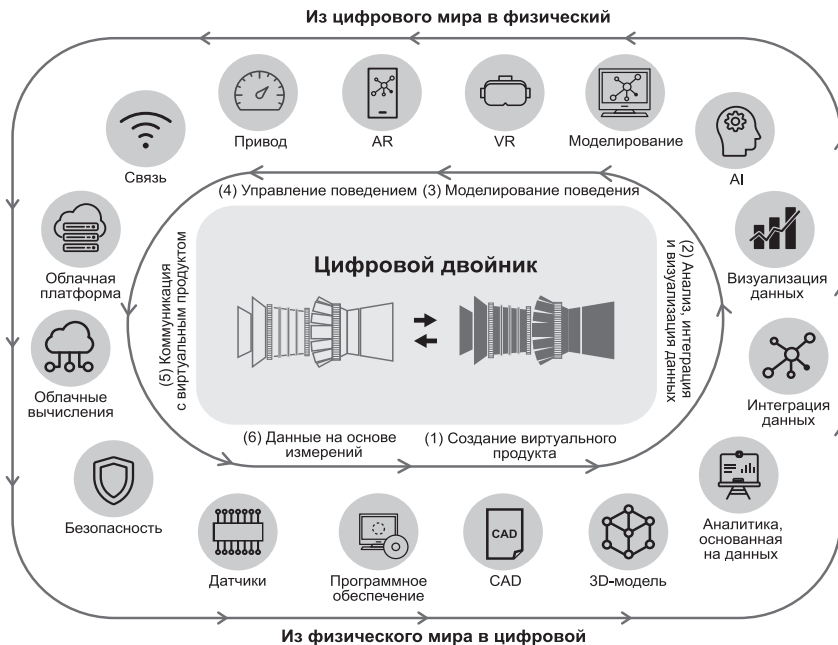 Из цифрового мира в физический
Привод
AR
VR
Моделирование
Связь
AI
(4) Управление поведением
(3) Моделирование поведения
Облачная
платформа
(5) Коммуникация
с виртуальным продуктом
Цифровой двойник
(2) Анализ, интеграция
и визуализация данных
Визуализация
данных
Облачные
вычисления
Интеграция
данных
(6) Данные на основе
измерений
(1) Создание виртуального
продукта
Безопасность
Аналитика,
основанная
на данных
Датчики
Программное
обеспечение
CAD
CAD
3D-модель
Из физического мира в цифровой